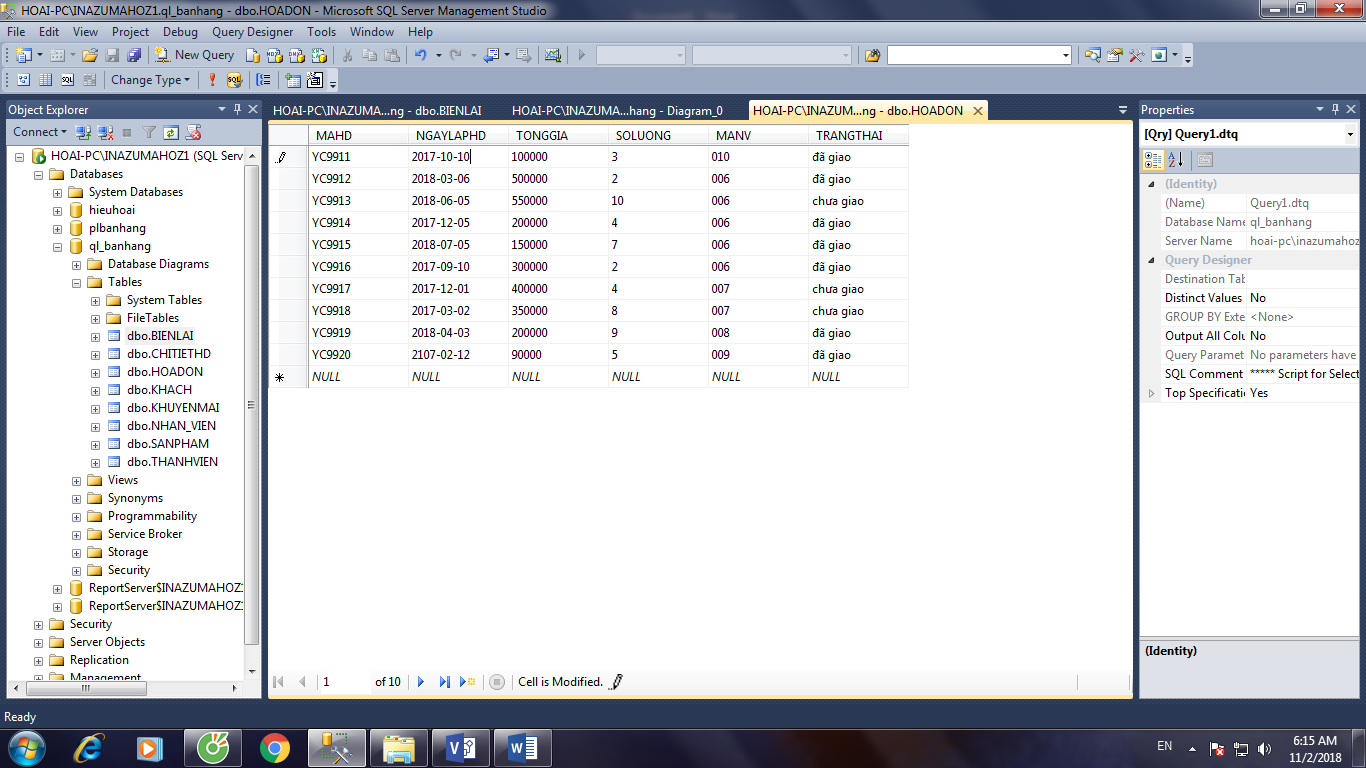 HOAI-PC\INAZUMAHOZ1.ql_banhang - dbo.HOADON - Microsoft SQL Server Management Studio
File Edit View Project Debug Query Designer Tools Window Help
New Query
Change Type
Object Explorer
Connect
HOAI-PC\INAZUMAHOZ1 (SQL Serv
Databases
System Databases
hieuhoai
plbanhang
ql_banhang
Database Diagrams
Tables
System Tables
FileTables
dbo.BIENLAI
dbo.CHITIETHD
dbo.HOADON
dbo.KHACH
dbo.KHUYENMAI
dbo.NHAN_VIEN
dbo.SANPHAM
dbo.THANHVIEN
Views
Synonyms
Programmability
Service Broker
Storage
Security
ReportServer$INAZUMAHOZ1
ReportServer$INAZUMAHOZ1
Security
Server Objects
Replication
Management
HOAI-PC\INAZUMA...ng - dbo.BIENLAI HOAI-PC\INAZUMA...hang - Diagram_0 HOAI-PC\INAZUM...ng - dbo.HOADON
MAHD NGAYLAPHD TONGGIA SOLUONG MANV TRANGTHAI
YC9911 2017-10-10 100000 3 010 đã giao
YC9912 2018-03-06 500000 2 006 đã giao
YC9913 2018-06-05 550000 10 006 chưa giao
YC9914 2017-12-05 200000 4 006 đã giao
YC9915 2018-07-05 150000 7 006 đã giao
YC9916 2017-09-10 300000 2 006 đã giao
YC9917 2017-12-01 400000 4 007 chưa giao
YC9918 2017-03-02 350000 8 007 chưa giao
YC9919 2018-04-03 200000 9 008 đã giao
YC9920 2107-02-12 90000 5 009 đã giao
NULL NULL NULL NULL NULL NULL
1 of 10 Cell is Modified.
Properties
[Qry] Query1.dtq
(Identity)
(Name) Query1.dtq
Database Name ql_banhang
Server Name hoai-pc\inazumahoz
Query Designer
Destination Tab
Distinct Values No
GROUP BY Exte <None>
Output All Colu No
Query Paramet No parameters have
SQL Comment ***** Script for Select
Top Specificati Yes
(Identity)
Ready
EN
6:15 AM
11/2/2018